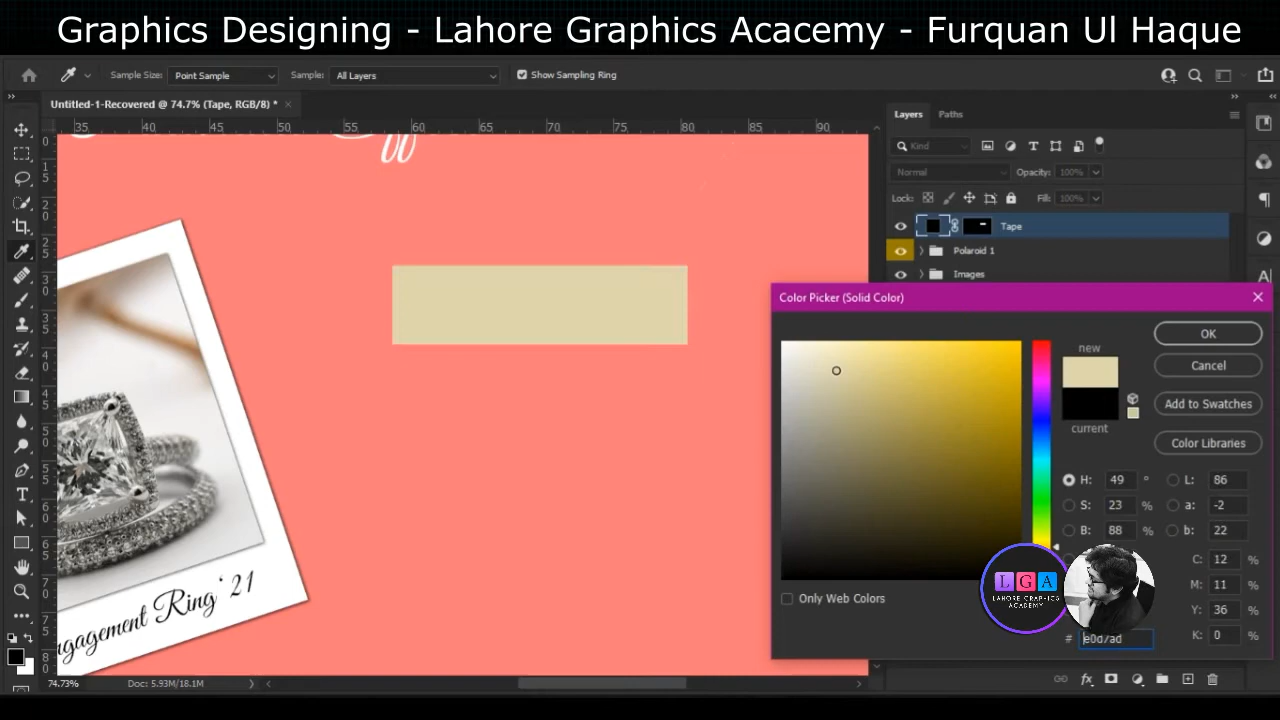 Graphics Designing - Lahore Graphics Acacemy - Furquan Ul Haque
Sample Size: Point Sample Sample: All Layers Show Sampling Ring
Untitled-1-Recovered @ 74.7% (Tape, RGB/8) *
35 40 45 50 55 60 65 70 75 80 85 90
Layers Paths
Kind
Normal Opacity: 100%
Lock: Fill: 100%
Tape
Polaroid 1
Images
Color Picker (Solid Color)
new
current
OK
Cancel
Add to Swatches
Color Libraries
H: 49 ° L: 86
S: 23 % a: -2
B: 88 % b: 22
C: 12 %
M: 11 %
Y: 36 %
K: 0 %
Only Web Colors
# e0d7ad
LGA
LAHORE GRAPHICS
ACADEMY
ngagement Ring' 21
74.73% Doc: 5.93M/18.1M